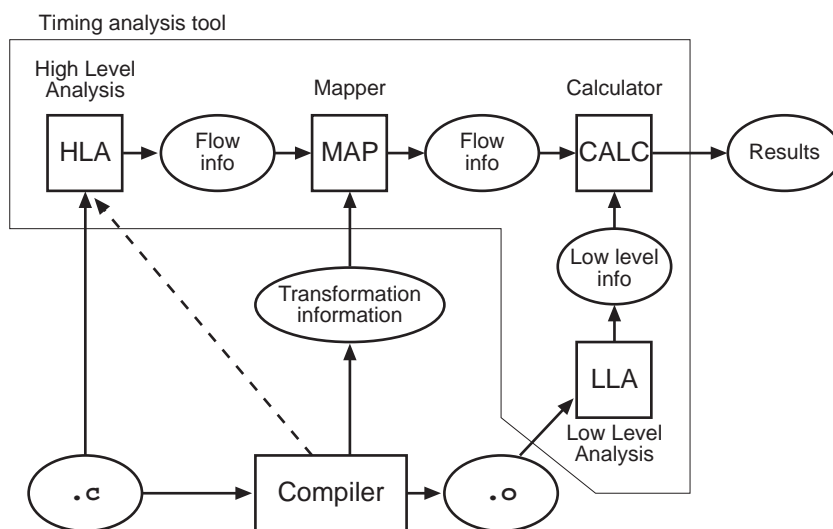 Timing analysis tool
High Level
Analysis
Mapper
Calculator
HLA
Flow
info
MAP
Flow
info
CALC
Results
Low level
info
Transformation
information
LLA
Low Level
Analysis
.c
Compiler
.o